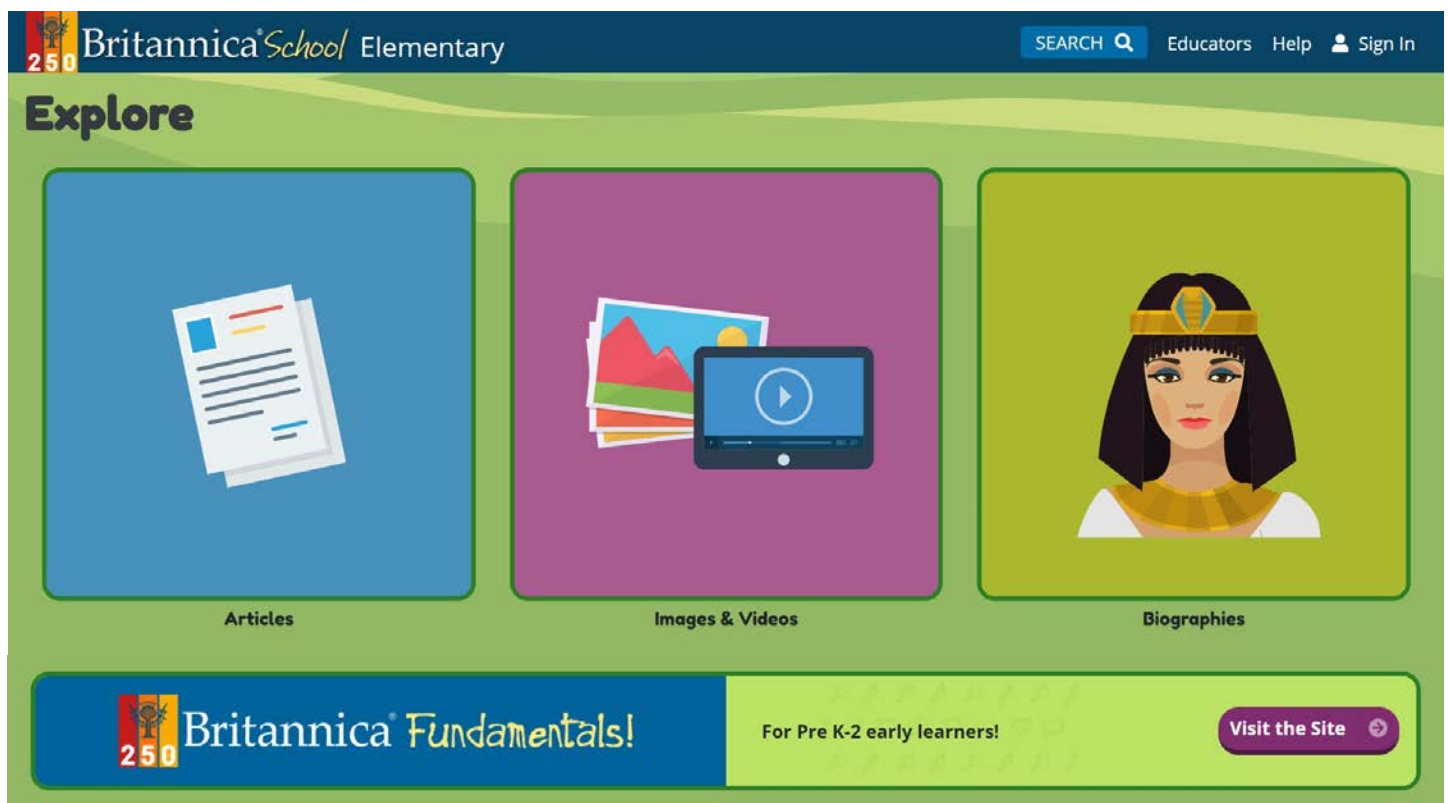 250 Britannica® School Elementary
SEARCH Educators Help Sign In
Explore
Articles
Images & Videos
Biographies
250 Britannica® Fundamentals!
For Pre K-2 early learners!
Visit the Site